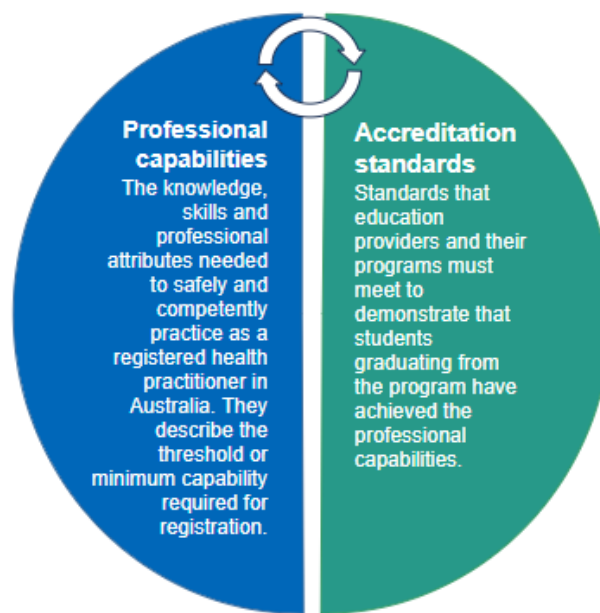 Professional
capabilities
The knowledge,
skills and
professional
attributes needed
to safely and
competently
practice as a
registered health
practitioner in
Australia. They
describe the
threshold or
minimum capability
required for
registration.
Accreditation
standards
Standards that
education
providers and their
programs must
meet to
demonstrate that
students
graduating from
the program have
achieved the
professional
capabilities.